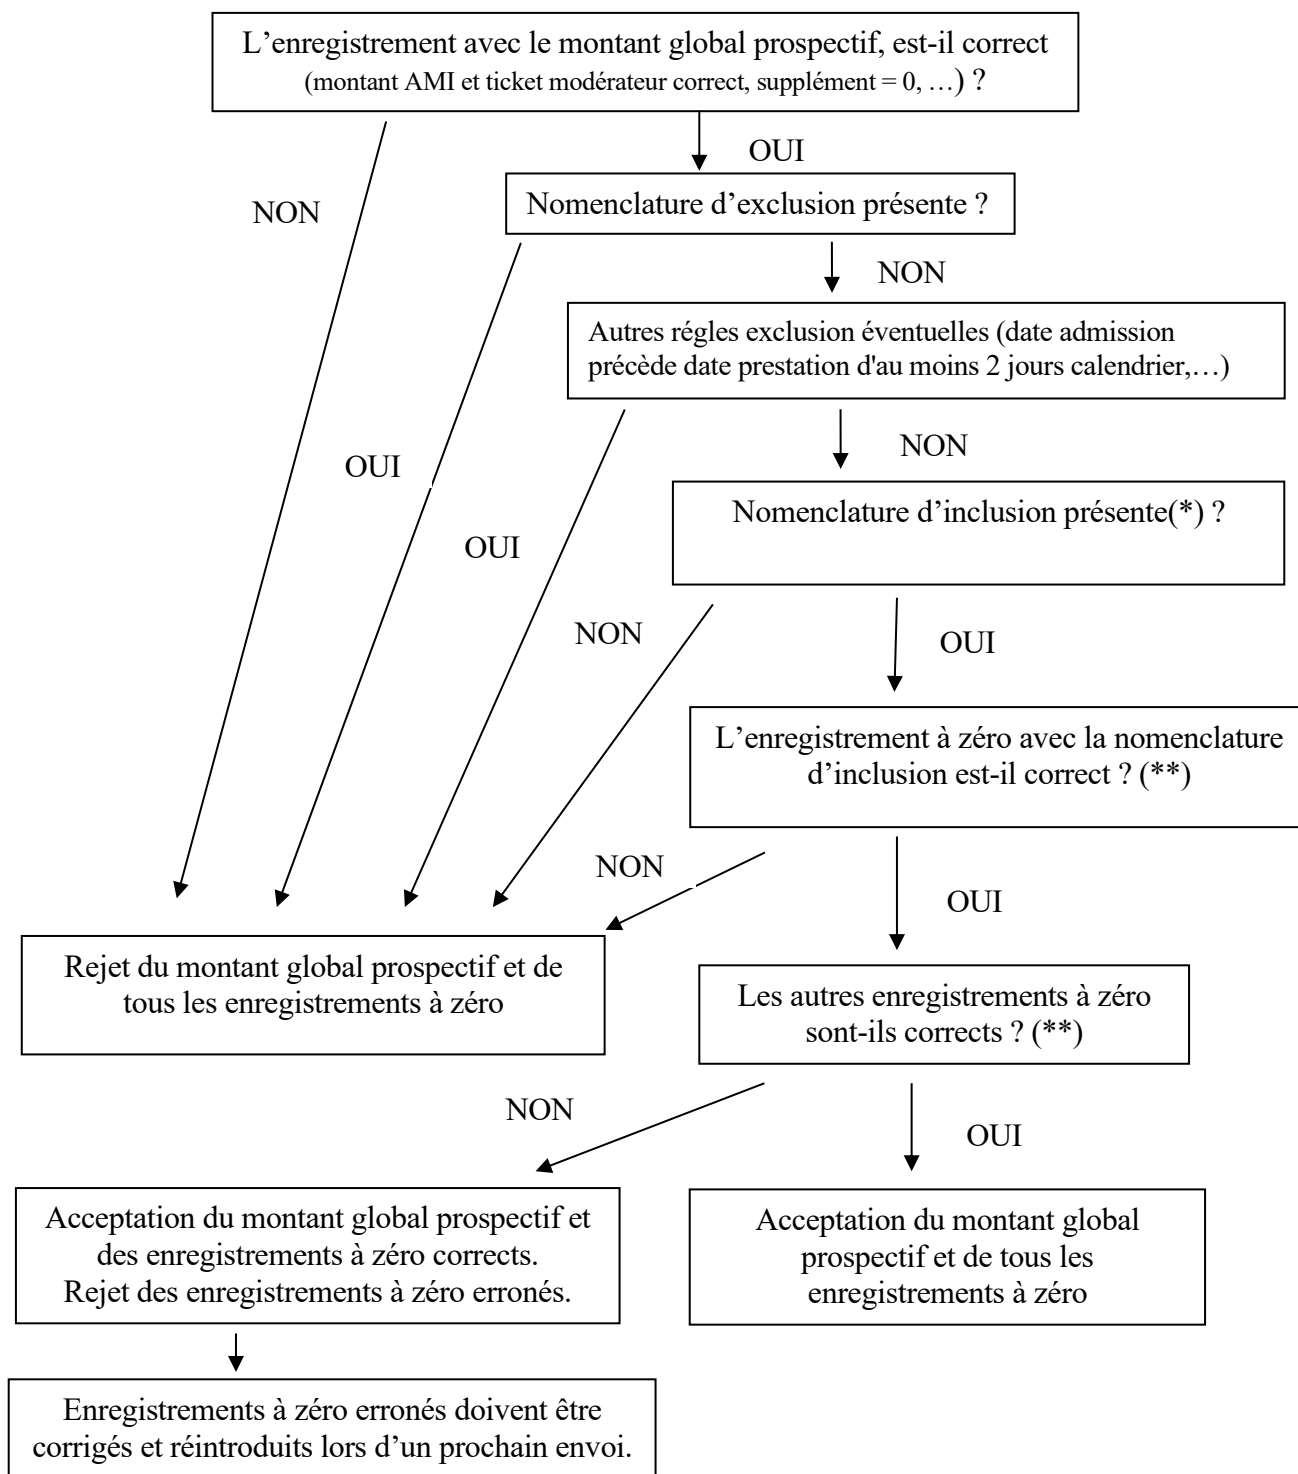 L’enregistrement avec le montant global prospectif, est-il correct
(montant AMI et ticket modérateur correct, supplément = 0, …) ?
OUI
NON
Nomenclature d’exclusion présente ?
NON
Autres régles exclusion éventuelles (date admission
précède date prestation d'au moins 2 jours calendrier,…)
OUI
NON
Nomenclature d’inclusion présente(*) ?
OUI
NON
OUI
L’enregistrement à zéro avec la nomenclature
d’inclusion est-il correct ? (**)
NON
OUI
Rejet du montant global prospectif et de
tous les enregistrements à zéro
Les autres enregistrements à zéro
sont-ils corrects ? (**)
NON
OUI
Acceptation du montant global prospectif et
des enregistrements à zéro corrects.
Rejet des enregistrements à zéro erronés.
Acceptation du montant global
prospectif et de tous les
enregistrements à zéro
Enregistrements à zéro erronés doivent être
corrigés et réintroduits lors d’un prochain envoi.